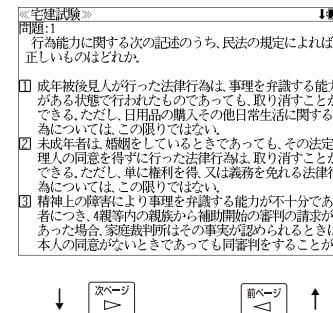 ≪宅建試験≫
問題:1
行為能力に関する次の記述のうち、民法の規定によれば
正しいものはどれか。
1 成年被後見人が行った法律行為は、事理を弁識する能力
がある状態で行われたものであっても、取り消すことが
できる。ただし、日用品の購入その他日常生活に関する
為については、この限りではない。
2 未成年者は、婚姻をしているときであっても、その法定
理人の同意を得ずに行った法律行為は、取り消すことが
できる。ただし、単に権利を得、又は義務を免れる法律行
為については、この限りではない。
3 精神上の障害により事理を弁識する能力が不十分であ
者につき、4親等内の親族から補助開始の審判の請求が
あった場合、家庭裁判所はその事実が認められるときに
本人の同意がないときであっても同審判をすることが
↓ 次ページ ▷ 前ページ ◁ ↑